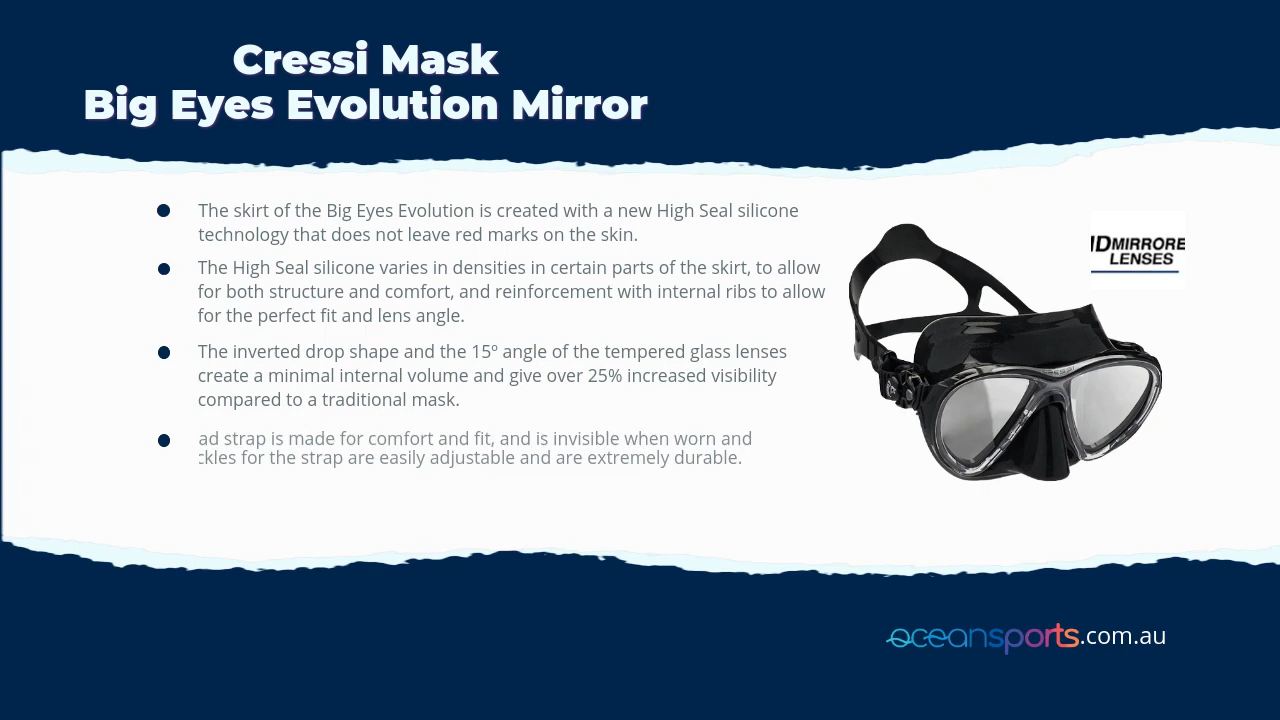 Cressi Mask
Big Eyes Evolution Mirror
The skirt of the Big Eyes Evolution is created with a new High Seal silicone
technology that does not leave red marks on the skin.
The High Seal silicone varies in densities in certain parts of the skirt, to allow
for both structure and comfort, and reinforcement with internal ribs to allow
for the perfect fit and lens angle.
The inverted drop shape and the 15º angle of the tempered glass lenses
create a minimal internal volume and give over 25% increased visibility
compared to a traditional mask.
ad strap is made for comfort and fit, and is invisible when worn and
ckles for the strap are easily adjustable and are extremely durable.
IDMIRRORE
LENSES
oceansports.com.au